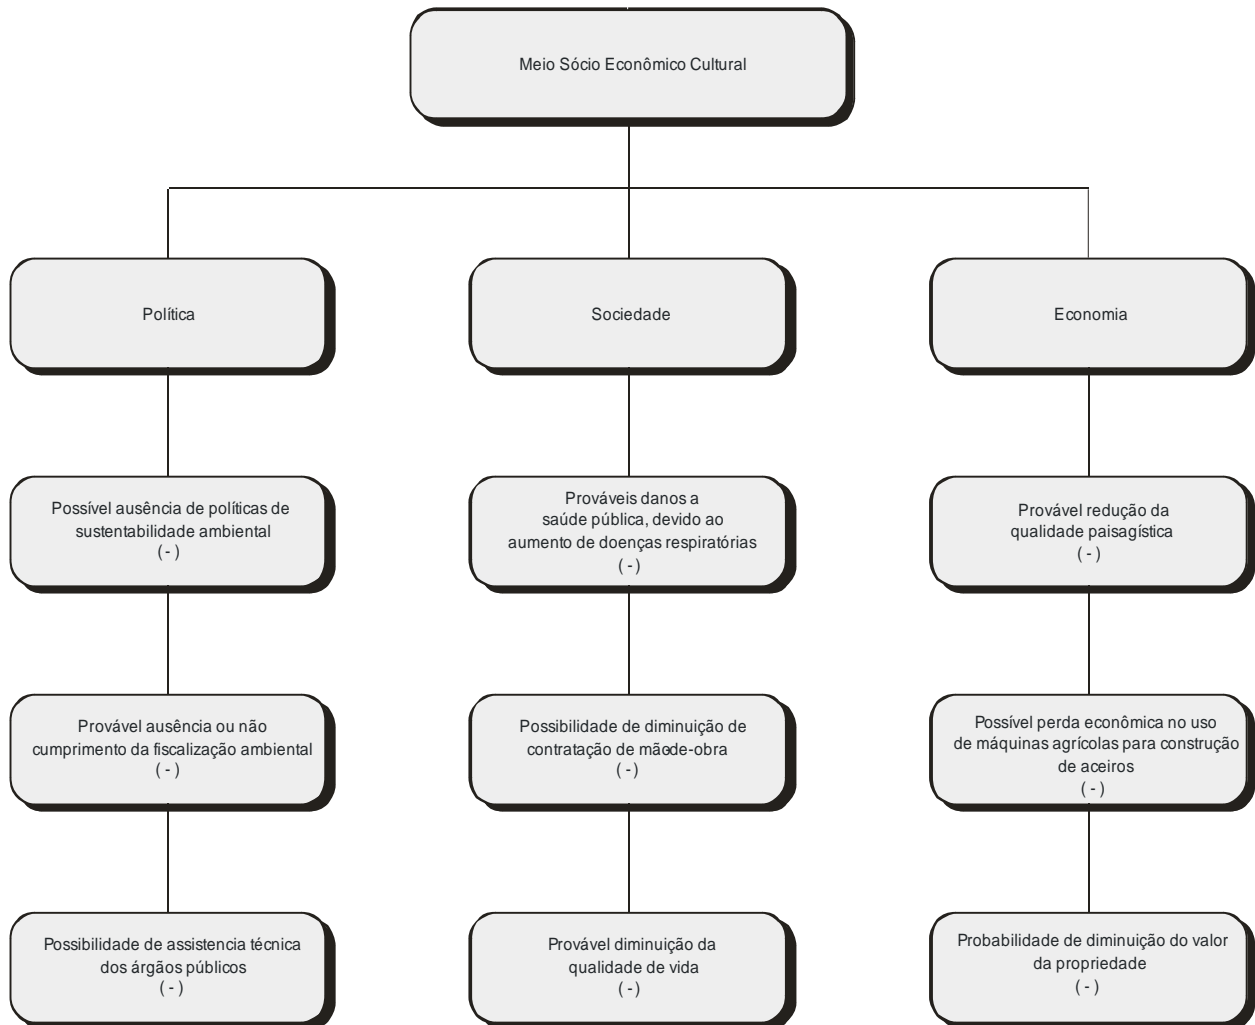 Meio Sócio Econômico Cultural
Política
Sociedade
Economia
Possível ausência de políticas de
sustentabilidade ambiental
( - )
Prováveis danos a
saúde pública, devido ao
aumento de doenças respiratórias
( - )
Provável redução da
qualidade paisagística
( - )
Provável ausência ou não
cumprimento da fiscalização ambiental
( - )
Possibilidade de diminuição de
contratação de mão-de-obra
( - )
Possível perda econômica no uso
de máquinas agrícolas para construção
de aceiros
( - )
Possibilidade de assistencia técnica
dos árgãos públicos
( - )
Provável diminuição da
qualidade de vida
( - )
Probabilidade de diminuição do valor
da propriedade
( - )